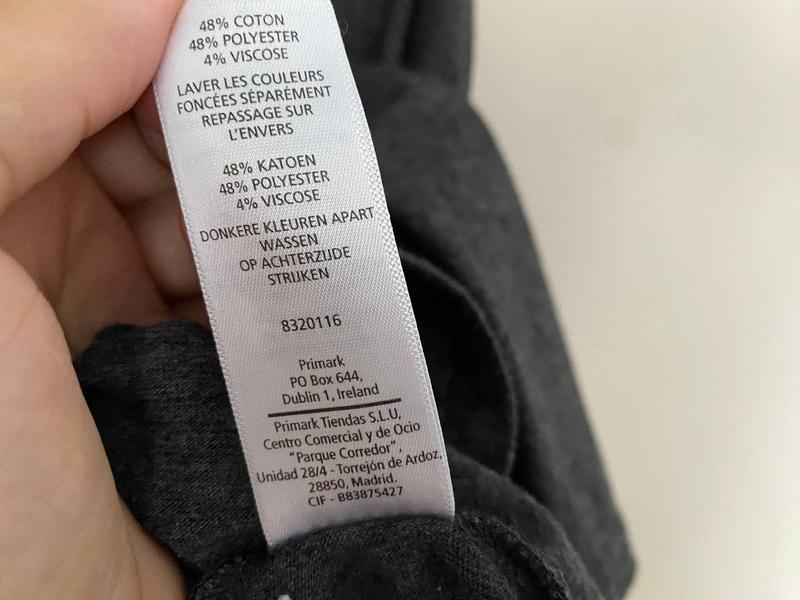 48% COTON
48% POLYESTER
4% VISCOSE
LAVER LES COULEURS
FONCÉES SÉPARÉMENT
REPASSAGE SUR
L'ENVERS
48% KATOEN
48% POLYESTER
4% VISCOSE
DONKERE KLEUREN APART
WASSEN
OP ACHTERZIJDE
STRIJKEN
8320116
Primark
PO Box 644,
Dublin 1, Ireland
Primark Tiendas S.L.U,
Centro Comercial y de Ocio
"Parque Corredor",
Unidad 28/4 - Torrejón de Ardoz,
28850, Madrid.
CIF - B83875427